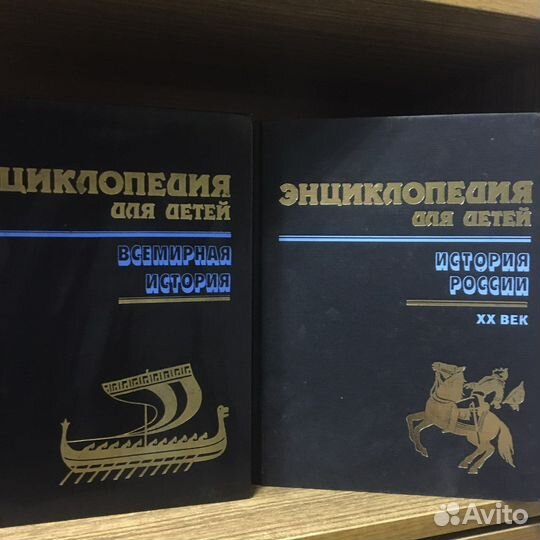 ЦИКЛОПЕДИЯ
ДЛЯ ДЕТЕЙ
ВСЕМИРНАЯ
ИСТОРИЯ
ЭНЦИКЛОПЕДИЯ
ДЛЯ ДЕТЕЙ
ИСТОРИЯ
РОССИИ
XX ВЕК
Avito